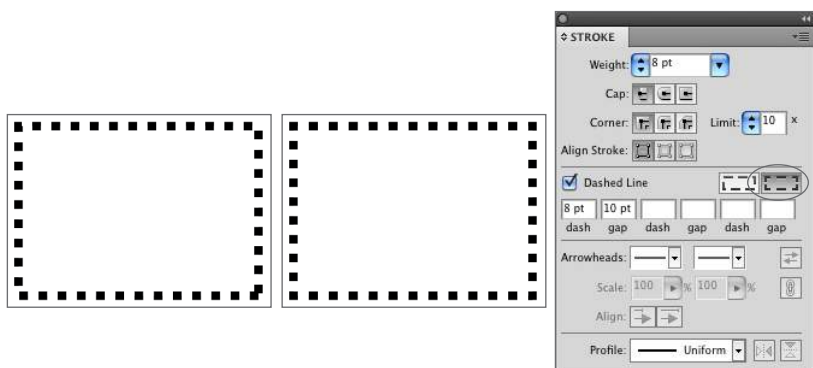 STROKE
Weight: 8 pt
Cap:
Corner: Limit: 10 x
Align Stroke:
Dashed Line
8 pt 10 pt
dash gap dash gap dash gap
Arrowheads:
Scale: 100 % 100 %
Align:
Profile: Uniform